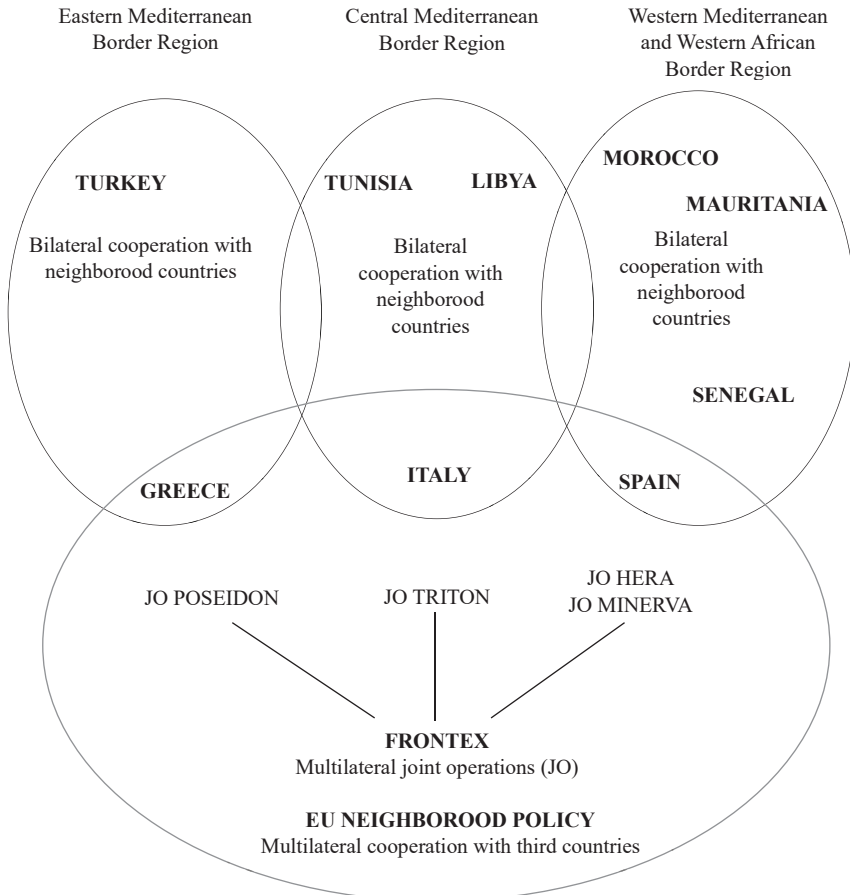 Eastern Mediterranean
Border Region
Central Mediterranean
Border Region
Western Mediterranean
and Western African
Border Region
TURKEY
Bilateral cooperation with
neighborood countries
GREECE
TUNISIA
LIBYA
Bilateral
cooperation with
neighborood
countries
ITALY
MOROCCO
MAURITANIA
Bilateral
cooperation with
neighborood
countries
SENEGAL
SPAIN
JO POSEIDON
JO TRITON
JO HERA
JO MINERVA
FRONTEX
Multilateral joint operations (JO)
EU NEIGHBOROOD POLICY
Multilateral cooperation with third countries